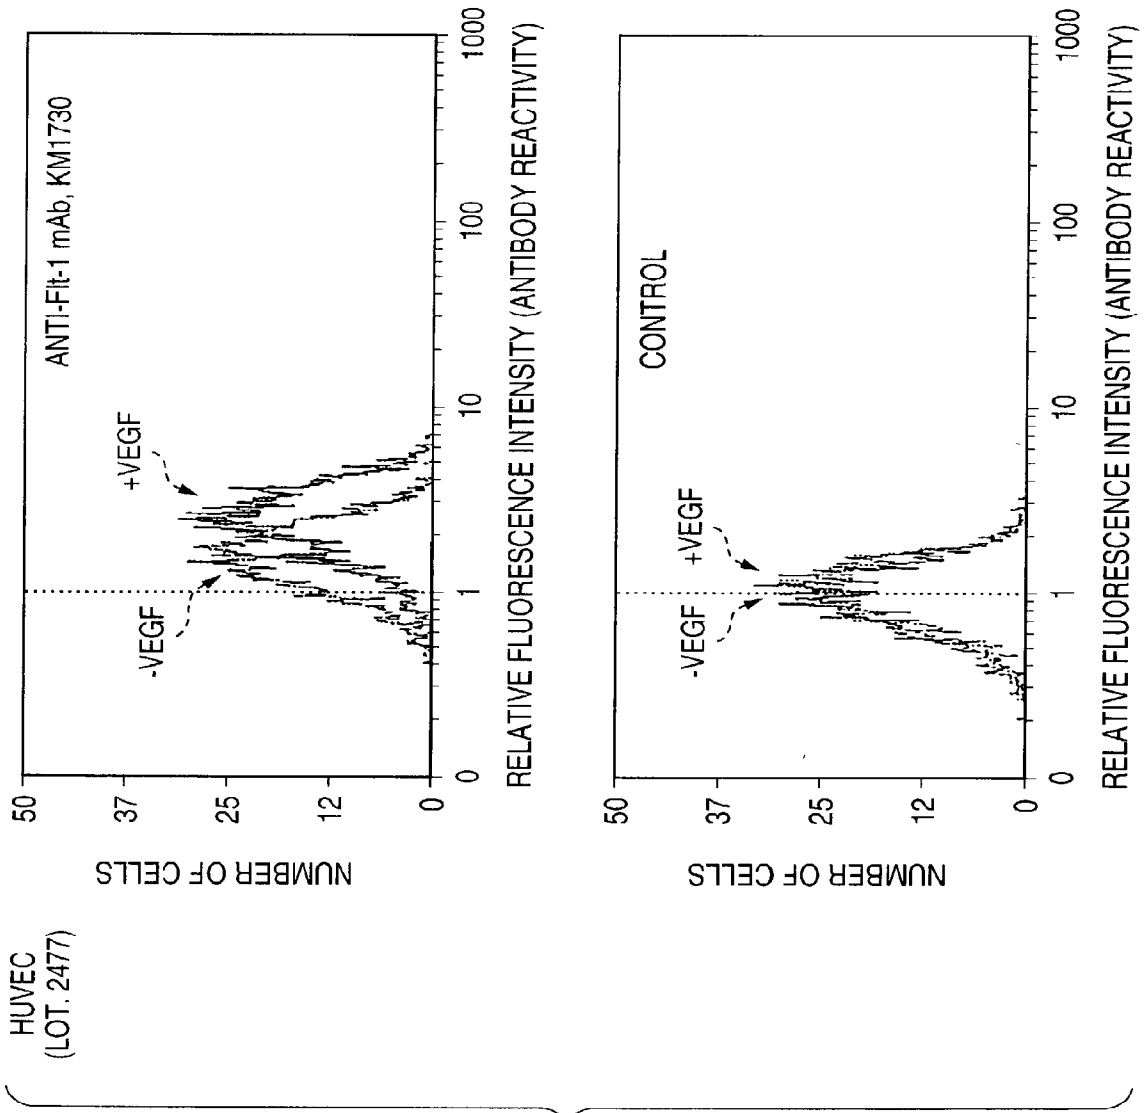 HUVEC
(LOT. 2477)
NUMBER OF CELLS
50
37
25
12
0
ANTI-Flt-1 mAb, KM1730
-VEGF
+VEGF
0
1
10
100
1000
RELATIVE FLUORESCENCE INTENSITY (ANTIBODY REACTIVITY)
NUMBER OF CELLS
50
37
25
12
0
CONTROL
-VEGF
+VEGF
0
1
10
100
1000
RELATIVE FLUORESCENCE INTENSITY (ANTIBODY REACTIVITY)